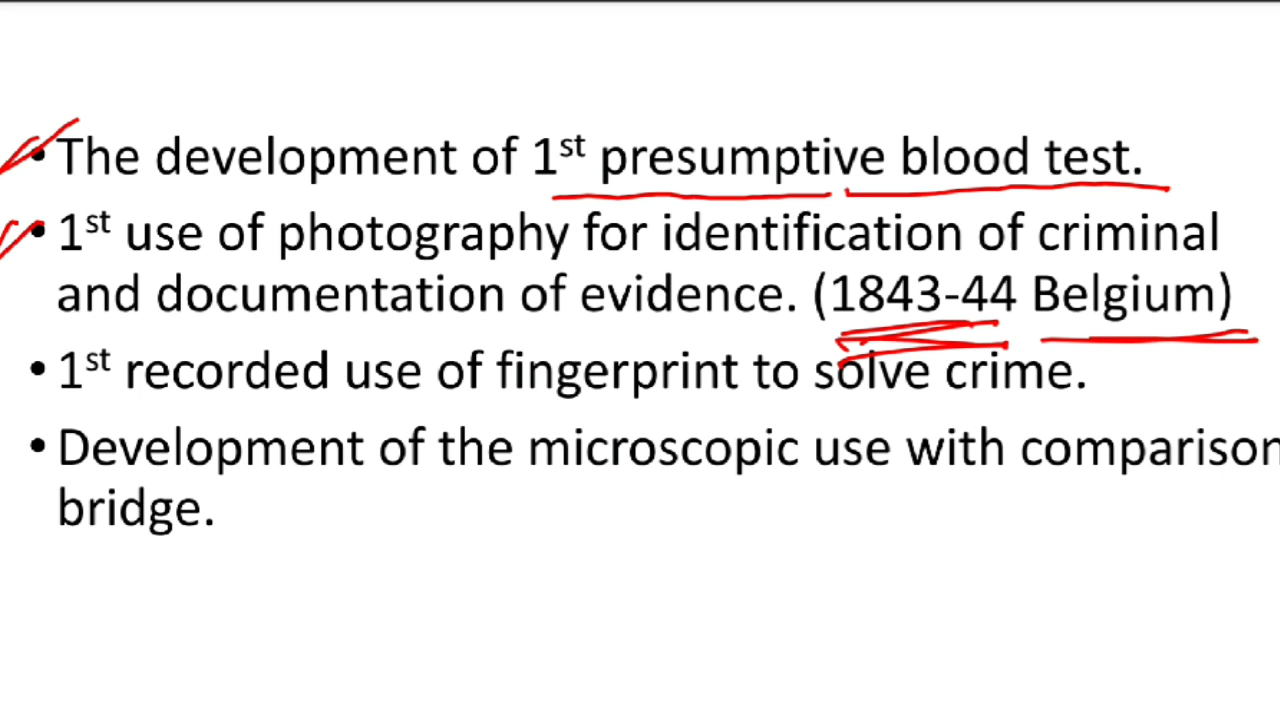 • The development of 1st presumptive blood test.
• 1st use of photography for identification of criminal
and documentation of evidence. (1843-44 Belgium)
• 1st recorded use of fingerprint to solve crime.
• Development of the microscopic use with comparison
bridge.